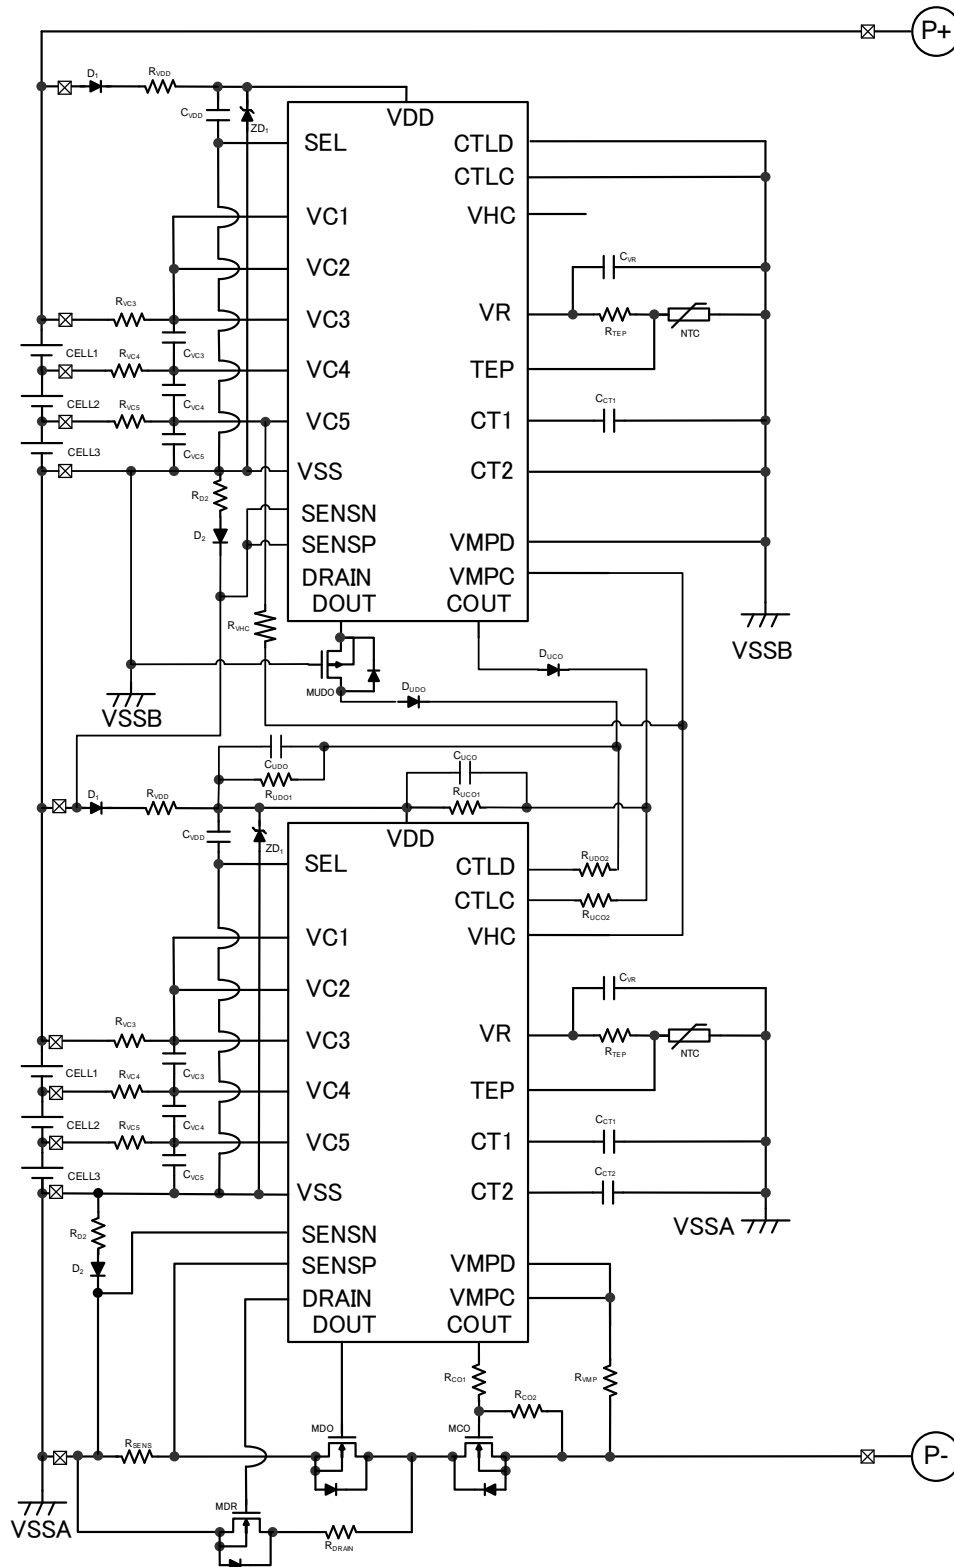 P+
D1
RVDD
CVDD
ZD1
VDD
SEL
CTLD
CTLC
VC1
VHC
VC2
CVR
RVC3
VC3
VR
RTEP
NTC
CELL1
RVC4
CVC3
VC4
TEP
CELL2
RVC5
CVC4
VC5
CT1
CCT1
CELL3
CVC5
VSS
CT2
RD2
SENSN
D2
SENSP
VMPD
DRAIN
VMPC
DOUT
COUT
RVHC
VSSB
DUCO
MUDO
DUDO
VSSB
CUDO
CUCO
D1
RVDD
RUDO1
RUCO1
CVDD
ZD1
VDD
SEL
CTLD
RUDO2
CTLC
RUCO2
VC1
VHC
VC2
CVR
RVC3
VC3
VR
RTEP
NTC
CELL1
RVC4
CVC3
VC4
TEP
CELL2
RVC5
CVC4
VC5
CT1
CCT1
CELL3
CVC5
VSS
CT2
CCT2
VSSA
RD2
SENSN
D2
SENSP
VMPD
DRAIN
VMPC
DOUT
COUT
RCO1
RVMP
RCO2
RSENS
MDO
MCO
P-
VSSA
MDR
RDRAIN